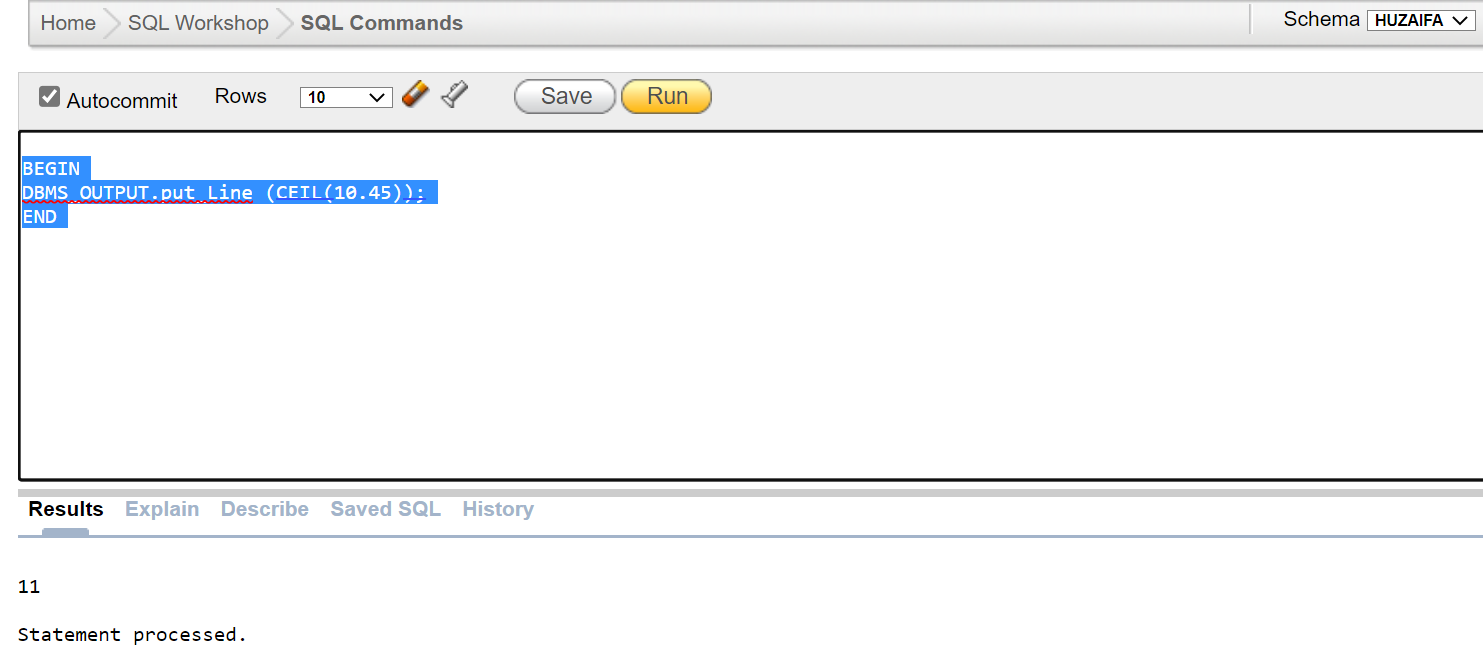 Home SQL Workshop SQL Commands Schema HUZAIFA
Autocommit Rows 10 Save Run
BEGIN
DBMS_OUTPUT.put_Line (CEIL(10.45));
END
Results Explain Describe Saved SQL History
11
Statement processed.